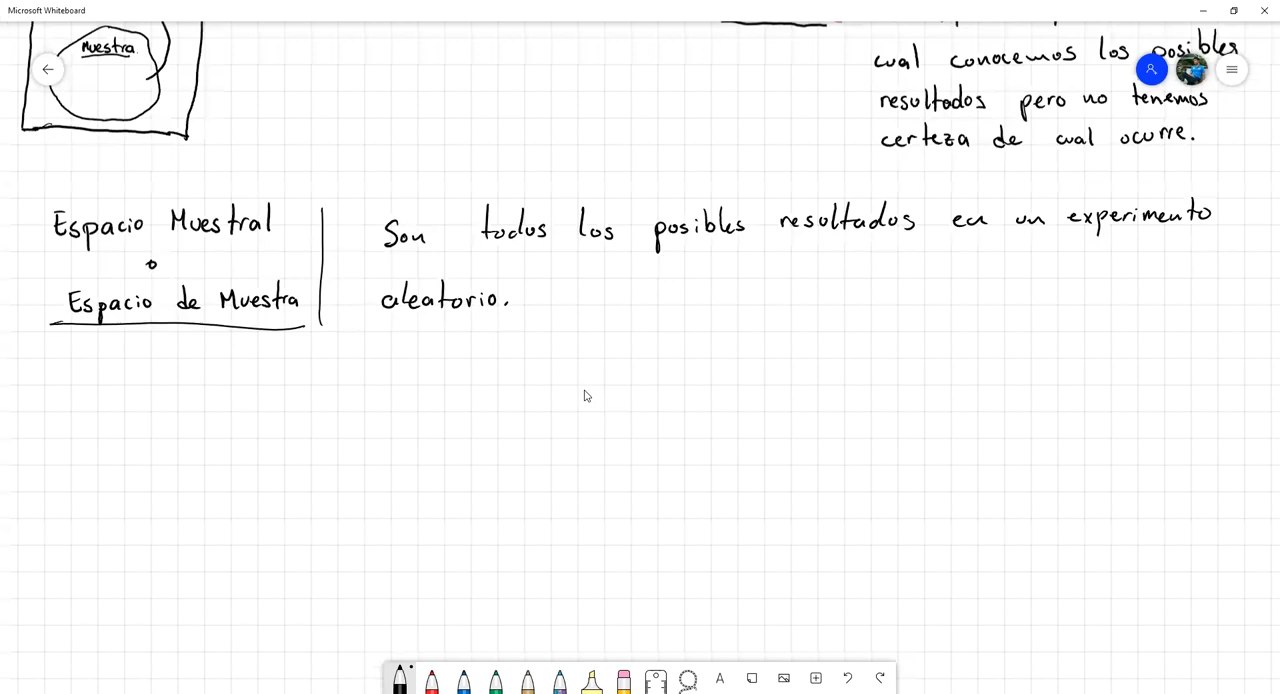 Microsoft Whiteboard
Muestra
cual conocemos los posibles
resultados pero no tenemos
certeza de cual ocurre.
Espacio Muestral
o
Espacio de Muestra
Son todos los posibles resultados en un experimento
aleatorio.
A